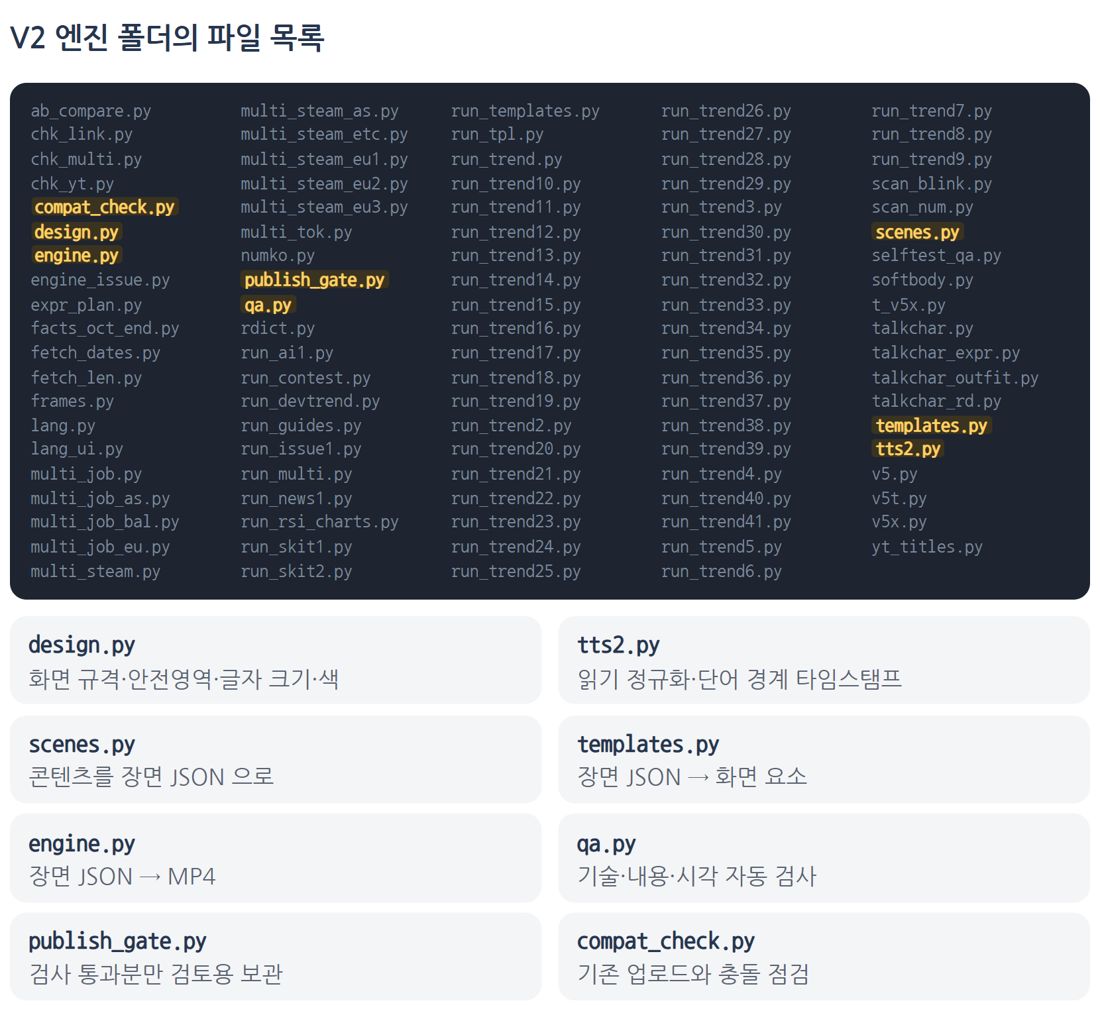 V2 엔진 폴더의 파일 목록
ab_compare.py
chk_link.py
chk_multi.py
chk_yt.py
compat_check.py
design.py
engine.py
engine_issue.py
expr_plan.py
facts_oct_end.py
fetch_dates.py
fetch_len.py
frames.py
lang.py
lang_ui.py
multi_job.py
multi_job_as.py
multi_job_bal.py
multi_job_eu.py
multi_steam.py
multi_steam_as.py
multi_steam_etc.py
multi_steam_eu1.py
multi_steam_eu2.py
multi_steam_eu3.py
multi_tok.py
numko.py
publish_gate.py
qa.py
rdict.py
run_ai1.py
run_contest.py
run_devtrend.py
run_guides.py
run_issue1.py
run_multi.py
run_news1.py
run_rsi_charts.py
run_skit1.py
run_skit2.py
run_templates.py
run_tpl.py
run_trend.py
run_trend10.py
run_trend11.py
run_trend12.py
run_trend13.py
run_trend14.py
run_trend15.py
run_trend16.py
run_trend17.py
run_trend18.py
run_trend19.py
run_trend2.py
run_trend20.py
run_trend21.py
run_trend22.py
run_trend23.py
run_trend24.py
run_trend25.py
run_trend26.py
run_trend27.py
run_trend28.py
run_trend29.py
run_trend3.py
run_trend30.py
run_trend31.py
run_trend32.py
run_trend33.py
run_trend34.py
run_trend35.py
run_trend36.py
run_trend37.py
run_trend38.py
run_trend39.py
run_trend4.py
run_trend40.py
run_trend41.py
run_trend5.py
run_trend6.py
run_trend7.py
run_trend8.py
run_trend9.py
scan_blink.py
scan_num.py
scenes.py
selftest_qa.py
softbody.py
t_v5x.py
talkchar.py
talkchar_expr.py
talkchar_outfit.py
talkchar_rd.py
templates.py
tts2.py
v5.py
v5t.py
v5x.py
yt_titles.py
design.py
화면 규격·안전영역·글자 크기·색
tts2.py
읽기 정규화·단어 경계 타임스탬프
scenes.py
콘텐츠를 장면 JSON 으로
templates.py
장면 JSON → 화면 요소
engine.py
장면 JSON → MP4
qa.py
기술·내용·시각 자동 검사
publish_gate.py
검사 통과분만 검토용 보관
compat_check.py
기존 업로드와 충돌 점검